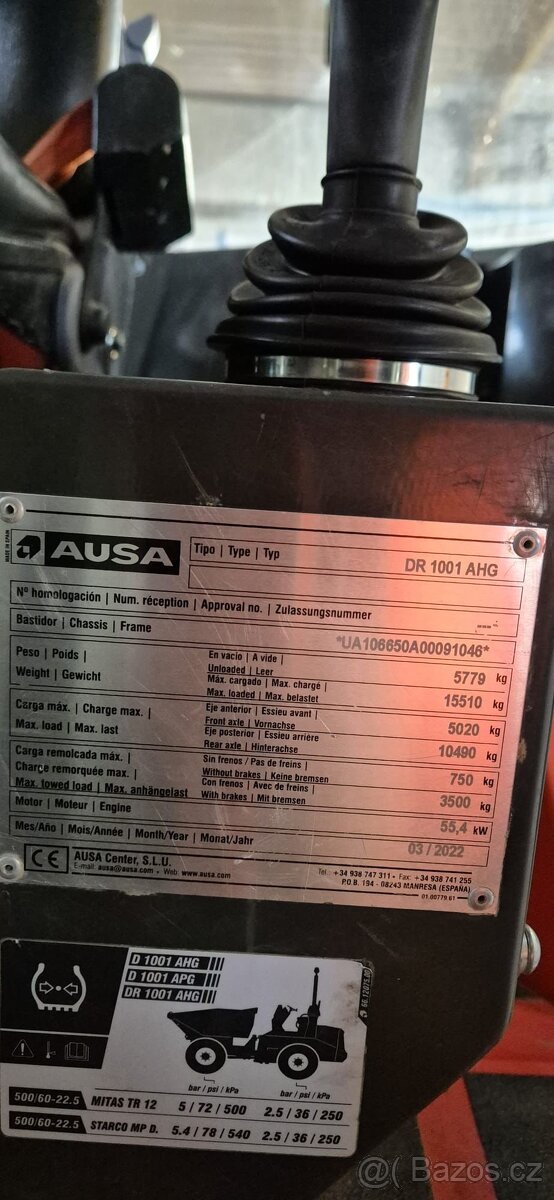 MADE IN SPAIN
AUSA
Tipo | Type | Typ
DR 1001 AHG
Nº homologación | Num. réception | Approval no. | Zulassungsnummer
---
Bastidor | Chassis | Frame
*UA106650A00091046*
Peso | Poids |
Weight | Gewicht
En vacío | A vide |
Unloaded | Leer
5779 kg
Máx. cargado | Max. chargé |
Max. loaded | Max. belastet
15510 kg
Carga máx. | Charge max. |
Max. load | Max. last
Eje anterior | Essieu avant |
Front axle | Vornachse
5020 kg
Eje posterior | Essieu arrière
Rear axle | Hinterachse
10490 kg
Carga remolcada máx. |
Charge remorquée max. |
Max. towed load | Max. anhängelast
Sin frenos / Pas de freins |
Without brakes | Keine bremsen
750 kg
Con frenos | Avec de freins |
With brakes | Mit bremsen
3500 kg
Motor | Moteur | Engine
55,4 kW
Mes/Año | Mois/Année | Month/Year | Monat/Jahr
03 / 2022
CE
AUSA Center, S.L.U.
E-mail: ausa@ausa.com • Web: www.ausa.com
Tel.: +34 938 747 311 • Fax: +34 938 741 255
P.O.B. 194 - 08243 MANRESA (ESPAÑA)
01.00779.61
D 1001 AHG
D 1001 APG
DR 1001 AHG
66.12075.00
bar / psi / kPa bar / psi / kPa
500/60-22.5 MITAS TR 12 5 / 72 / 500 2.5 / 36 / 250
500/60-22.5 STARCO MP D. 5.4 / 78 / 540 2.5 / 36 / 250
@ Bazos.cz